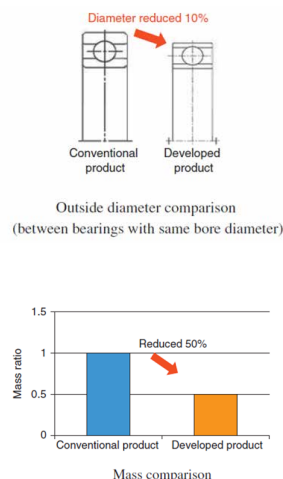 Diameter reduced 10%
Conventional
product
Developed
product
Outside diameter comparison
(between bearings with same bore diameter)
1.5
Reduced 50%
1
Mass ratio
0.5
0
Conventional product
Developed product
Mass comparison